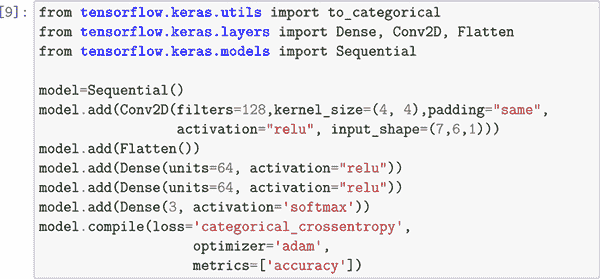 [9]: from tensorflow.keras.utils import to_categorical
from tensorflow.keras.layers import Dense, Conv2D, Flatten
from tensorflow.keras.models import Sequential
model=Sequential()
model.add(Conv2D(filters=128,kernel_size=(4, 4),padding="same",
activation="relu", input_shape=(7,6,1)))
model.add(Flatten())
model.add(Dense(units=64, activation="relu"))
model.add(Dense(units=64, activation="relu"))
model.add(Dense(3, activation='softmax'))
model.compile(loss='categorical_crossentropy',
optimizer='adam',
metrics=['accuracy'])